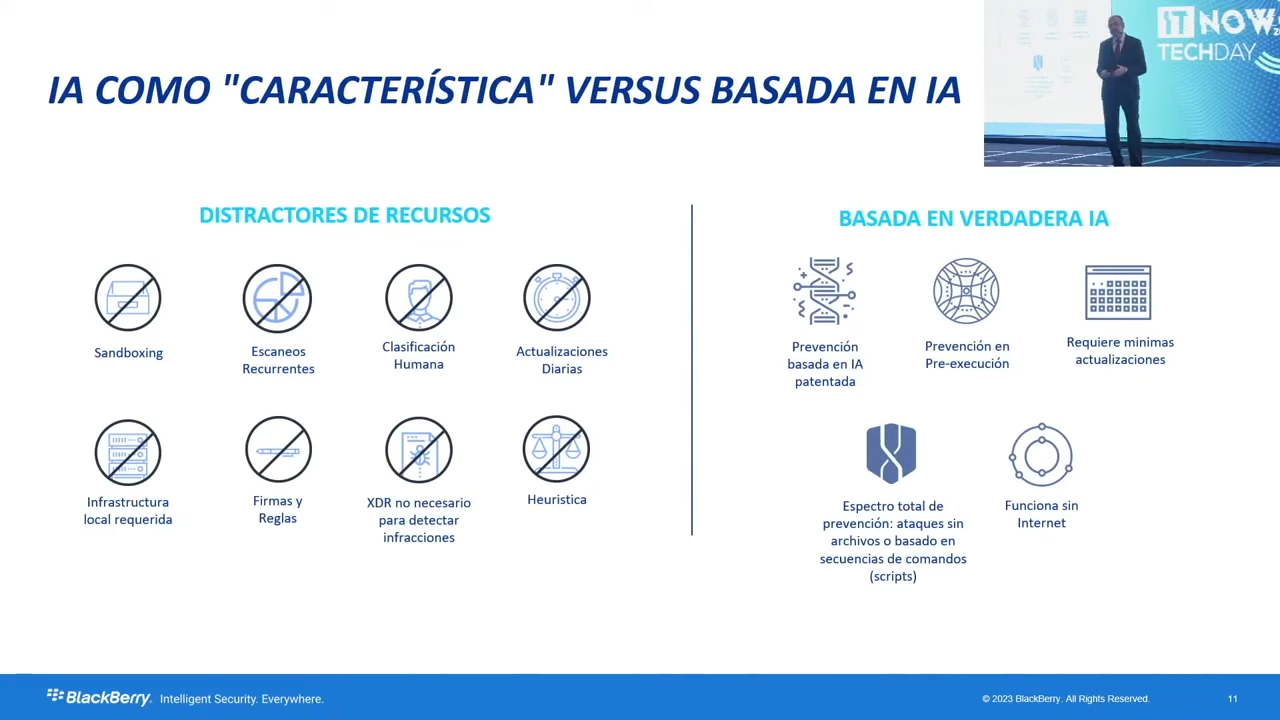 IA COMO "CARACTERÍSTICA" VERSUS BASADA EN IA
IT NOW
TECHDAY
DISTRACTORES DE RECURSOS
Sandboxing
Escaneos
Recurrentes
Clasificación
Humana
Actualizaciones
Diarias
Infrastructura
local requerida
Firmas y
Reglas
XDR no necesario
para detectar
infracciones
Heuristica
BASADA EN VERDADERA IA
Prevención
basada en IA
patentada
Prevención en
Pre-execución
Requiere minimas
actualizaciones
Espectro total de
prevención: ataques sin
archivos o basado en
secuencias de comandos
(scripts)
Funciona sin
Internet
BlackBerry. Intelligent Security. Everywhere.
© 2023 BlackBerry. All Rights Reserved.
11